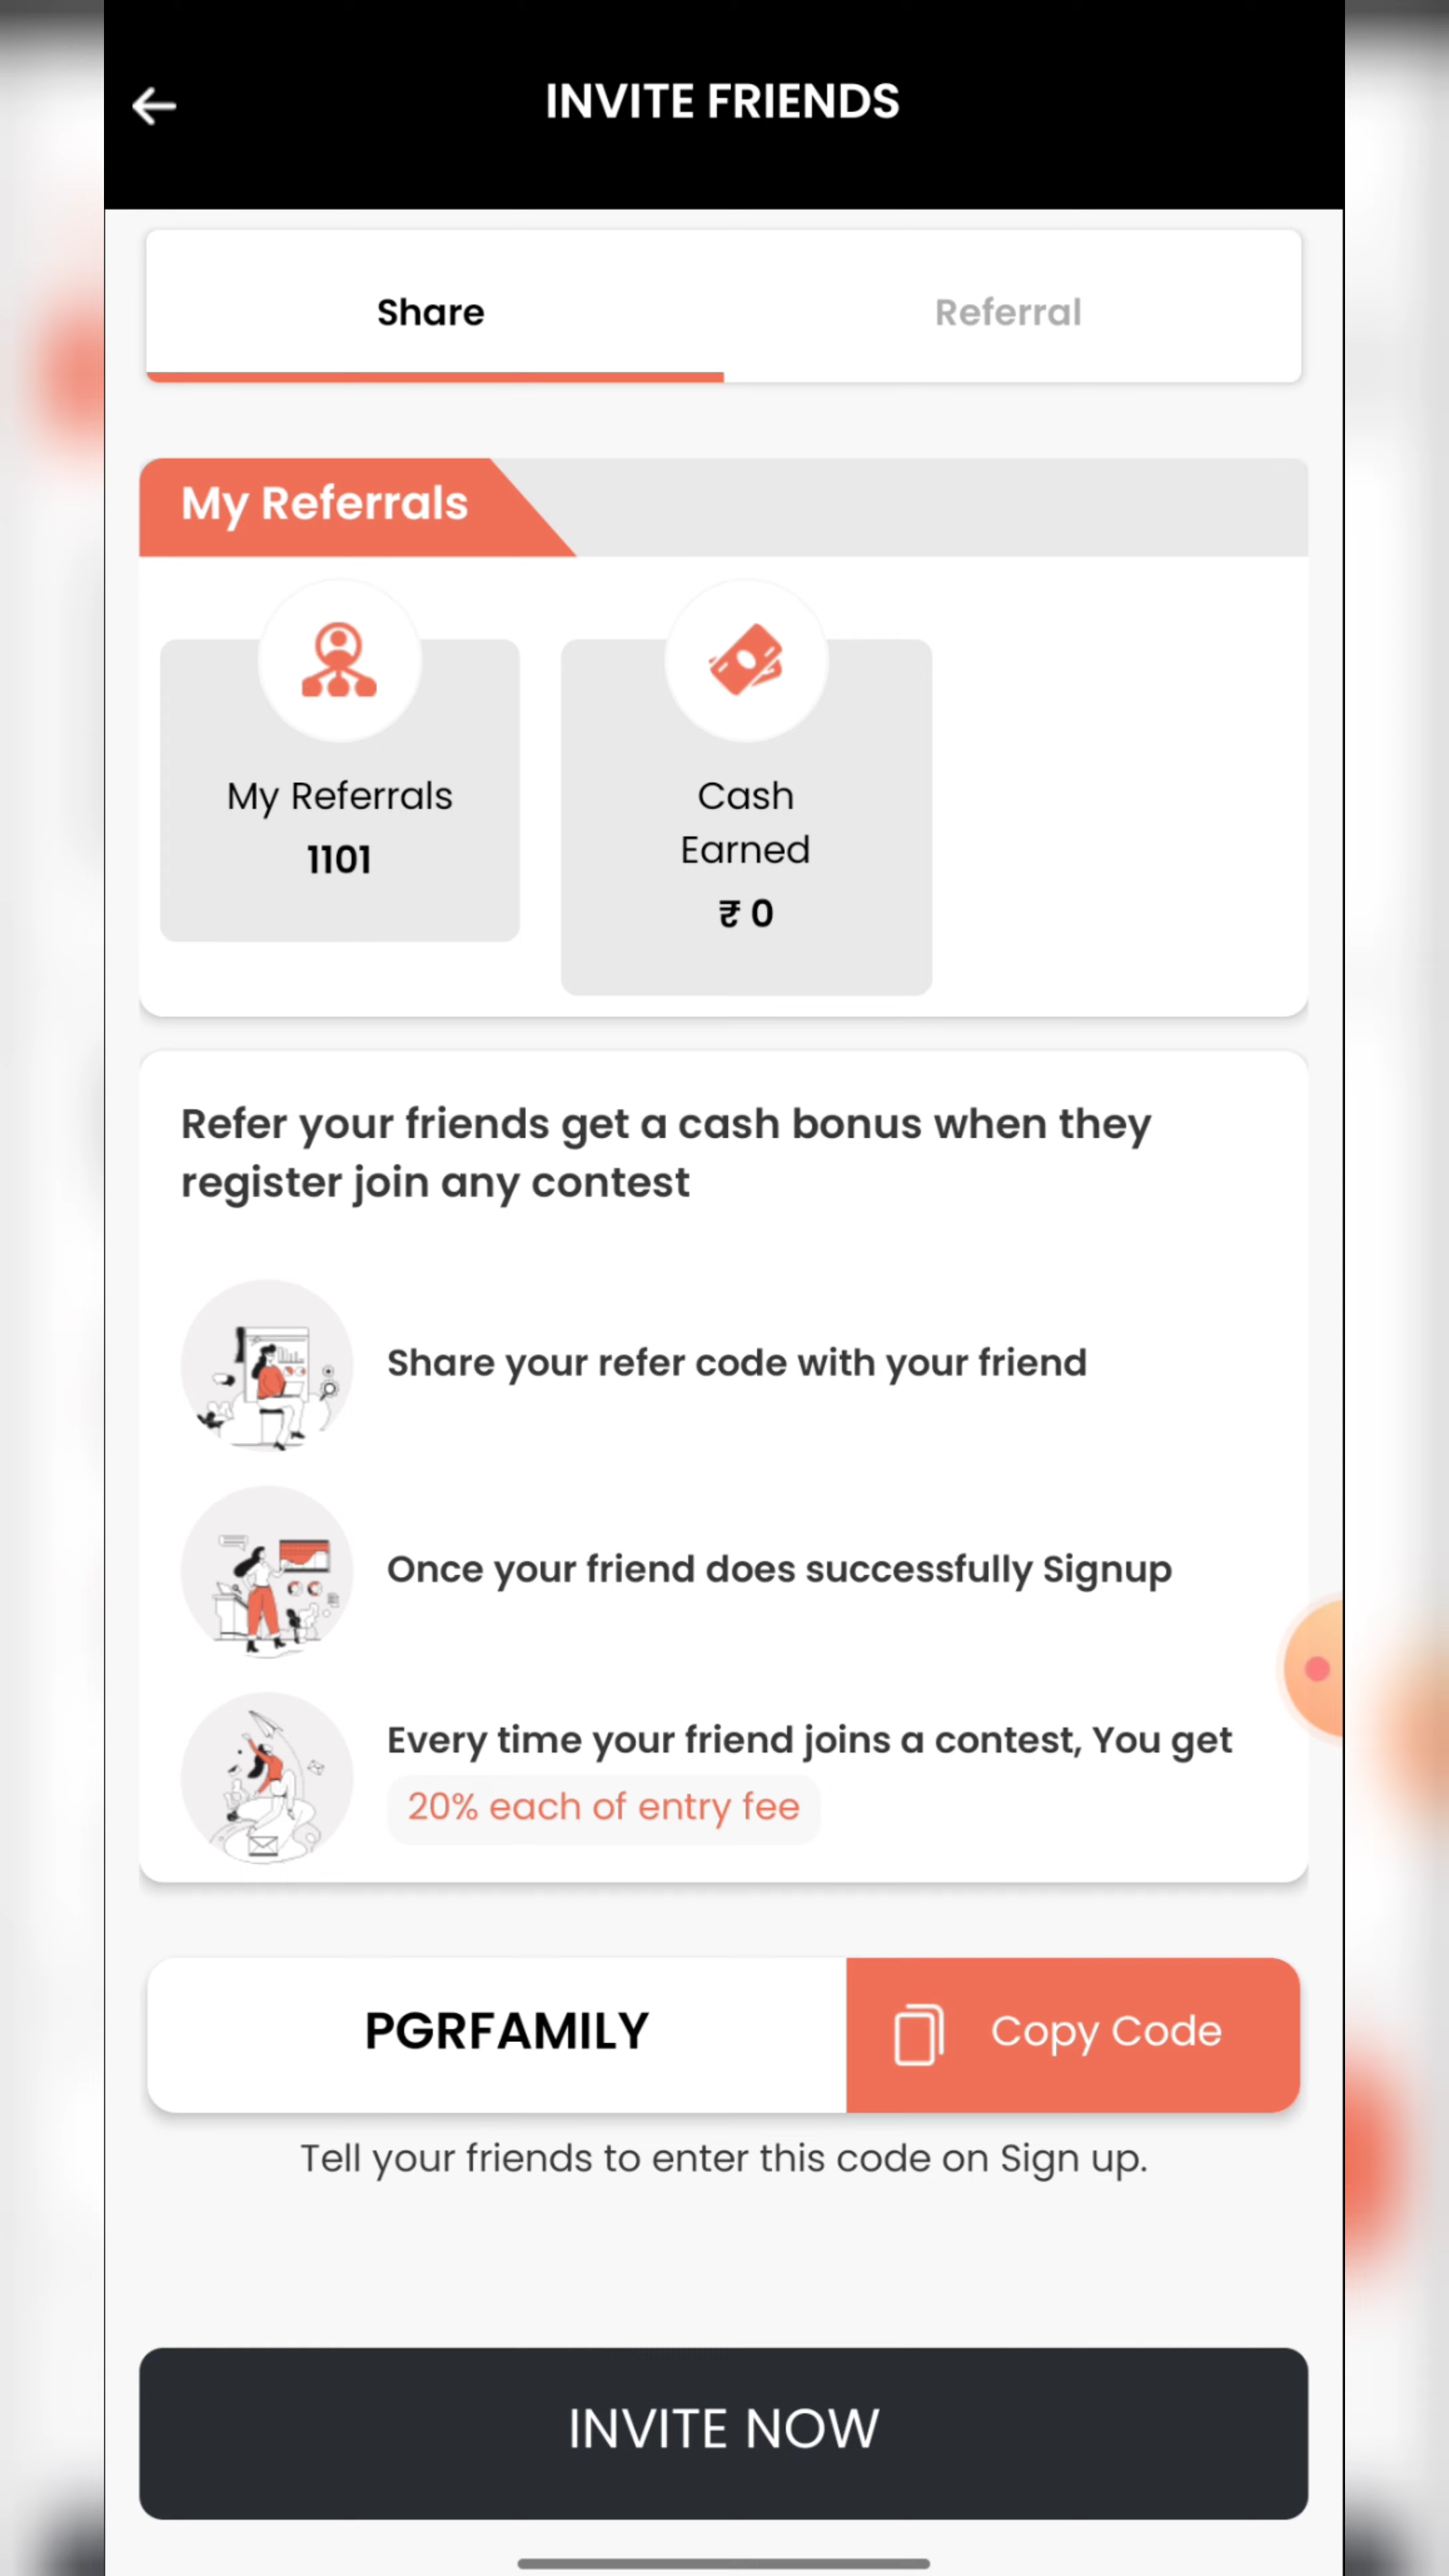 INVITE FRIENDS
Share
Referral
My Referrals
My Referrals
1101
Cash
Earned
₹ 0
Refer your friends get a cash bonus when they
register join any contest
Share your refer code with your friend
Once your friend does successfully Signup
Every time your friend joins a contest, You get
20% each of entry fee
PGRFAMILY
Copy Code
Tell your friends to enter this code on Sign up.
INVITE NOW